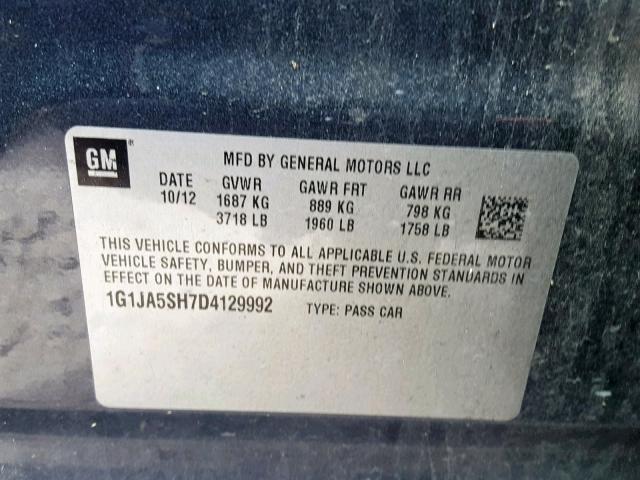 GM®
MFD BY GENERAL MOTORS LLC
DATE GVWR GAWR FRT GAWR RR
10/12 1687 KG 889 KG 798 KG
3718 LB 1960 LB 1758 LB
THIS VEHICLE CONFORMS TO ALL APPLICABLE U.S. FEDERAL MOTOR
VEHICLE SAFETY, BUMPER, AND THEFT PREVENTION STANDARDS IN
EFFECT ON THE DATE OF MANUFACTURE SHOWN ABOVE.
1G1JA5SH7D4129992 TYPE: PASS CAR